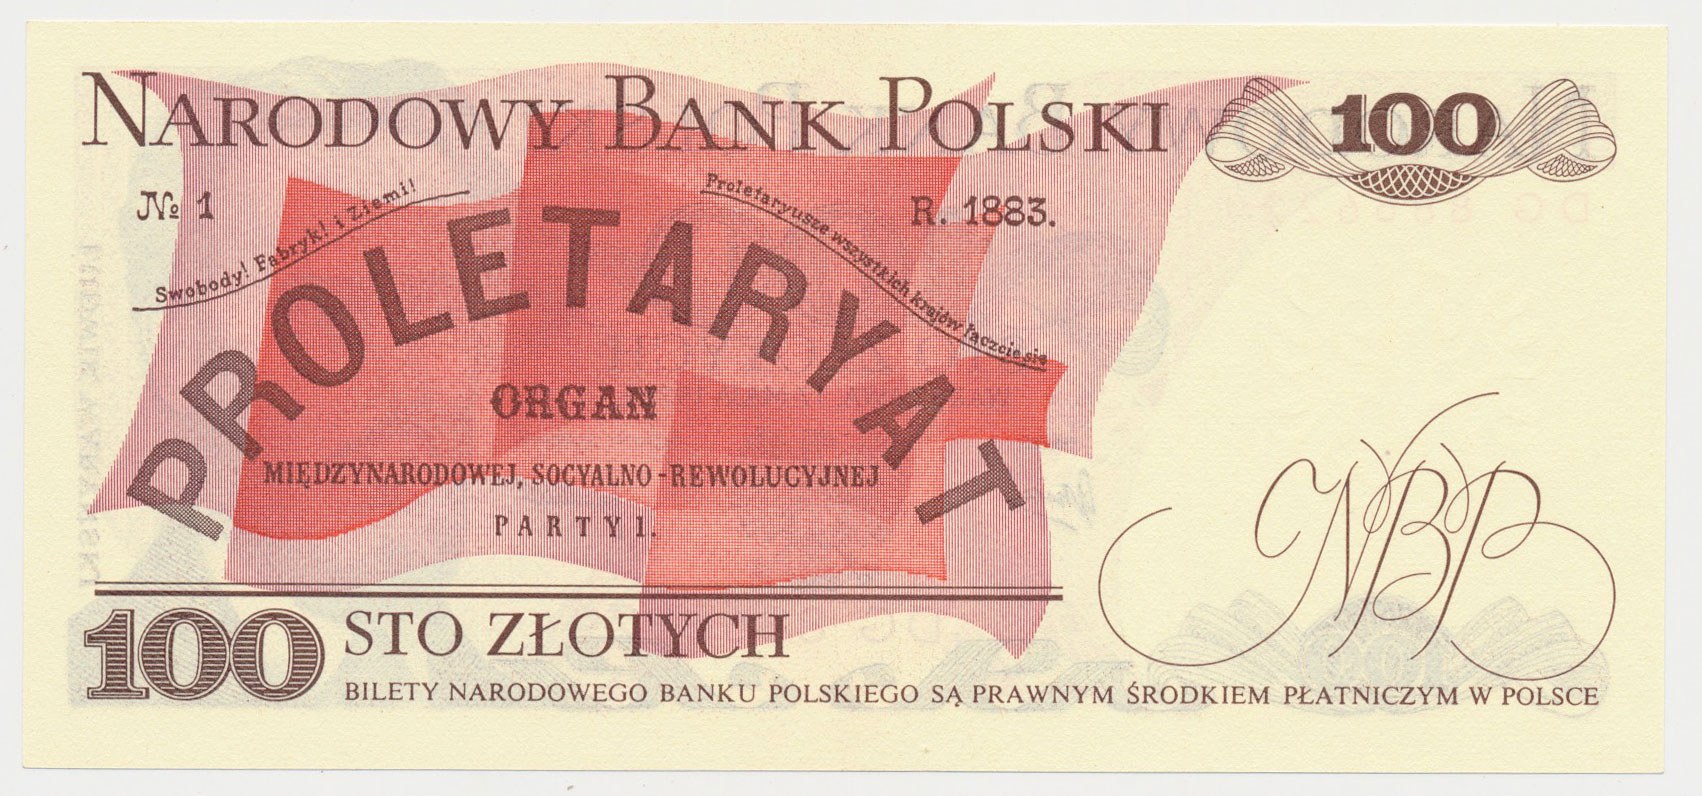 NARODOWY BANK POLSKI 100
№ 1
R. 1883.
Swobody! Fabryk! i Ziemi!
Proletaryusze wszystkich krajów łączcie się
PROLETARYAT
ORGAN
MIĘDZYNARODOWEJ, SOCYALNO-REWOLUCYJNEJ
PARTYI.
NBP
100 STO ZŁOTYCH
BILETY NARODOWEGO BANKU POLSKIEGO SĄ PRAWNYM ŚRODKIEM PŁATNICZYM W POLSCE